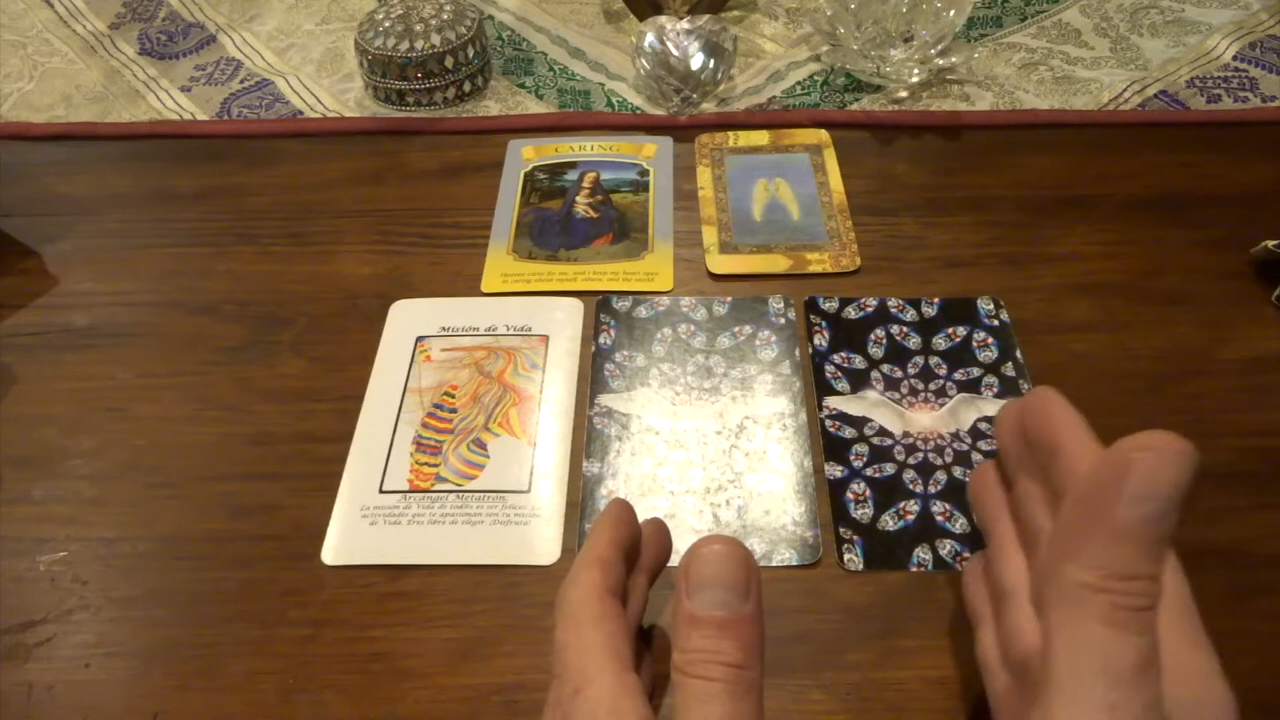 CARING
Heaven cares for me, and I keep my heart open
in caring about myself, others, and the world.
Misión de Vida
Arcángel Metatrón:
La misión de Vida de todos es ser felices.
actividades que te apasionan son tu misión
de Vida. Eres libre de elegir. ¡Disfruta!